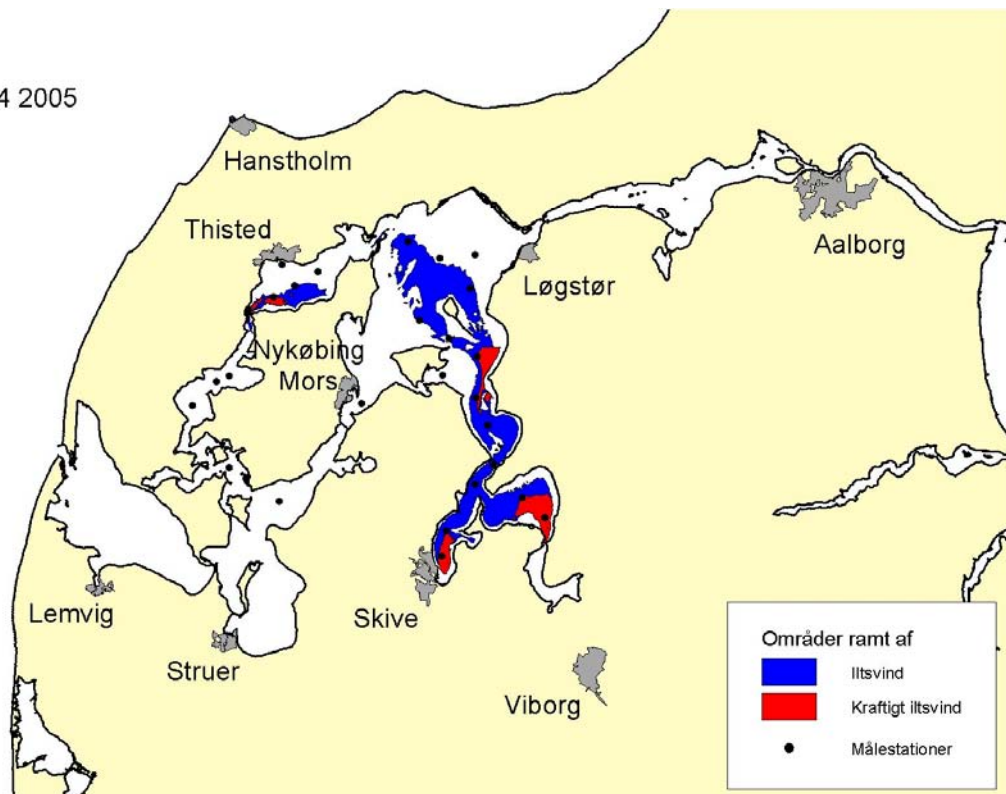 4 2005
Hanstholm
Thisted
Løgstør
Aalborg
Nykøbing
Mors
Lemvig
Struer
Skive
Viborg
Områder ramt af
Iltsvind
Kraftigt iltsvind
Målestationer